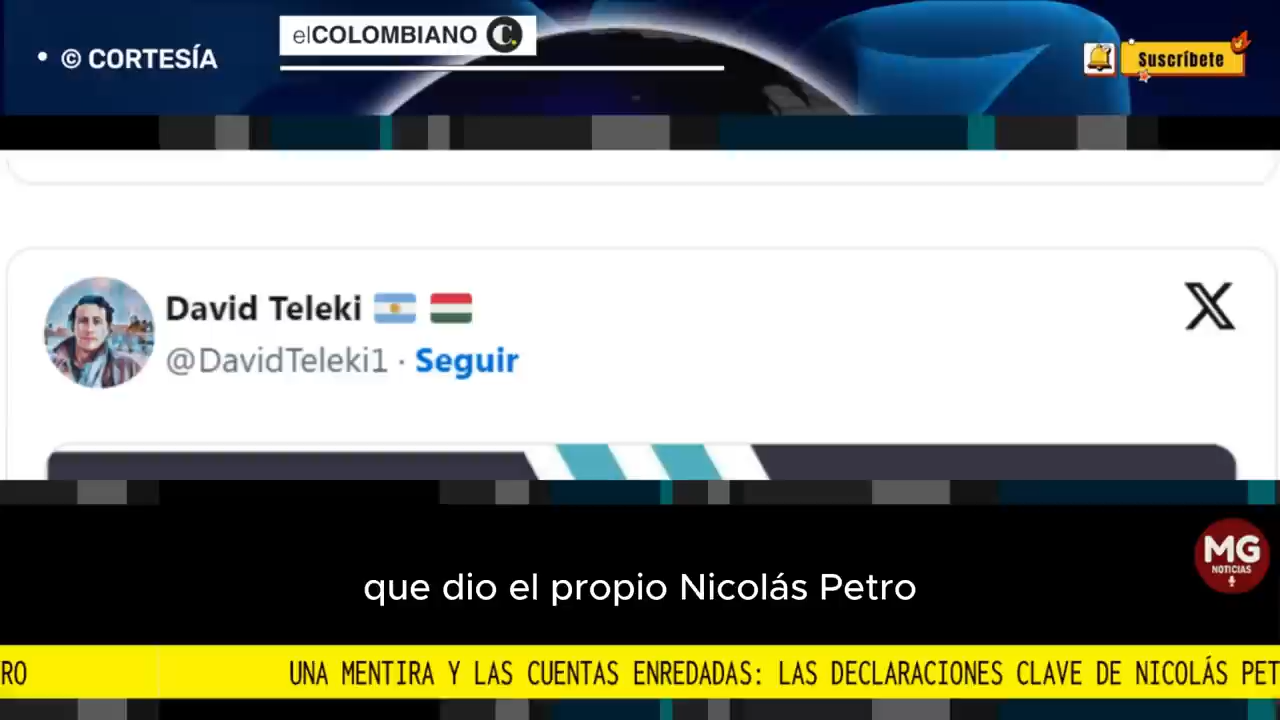 elCOLOMBIANO C.
• © CORTESÍA
Suscríbete
David Teleki
@DavidTeleki1 · Seguir
X
MG
NOTICIAS
que dio el propio Nicolás Petro
RO UNA MENTIRA Y LAS CUENTAS ENREDADAS: LAS DECLARACIONES CLAVE DE NICOLÁS PET